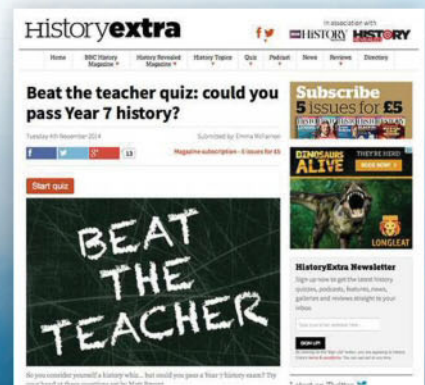 Historyextra
in association with
BBC HISTORY HISTORY
Home
BBC History
Magazine
History Revealed
Magazine
History Topics
Quiz
Podcast
News
Reviews
Directory
Beat the teacher quiz: could you
pass Year 7 history?
Tuesday 4th November 2014
Submitted by: Emma McFarnon
f
g+
13
Magazine subscription - 5 issues for £5
Start quiz
BEAT
THE
TEACHER
So you consider yourself a history whiz... but could you pass a Year 7 history exam? Try
Subscribe
5 issues for £5
DINOSAURS
ALIVE
THEY'RE HERE!
BOOK NOW >
LONGLEAT
HistoryExtra Newsletter
Sign up now to get the latest history
quizzes, podcasts, features, news,
galleries and reviews straight to your
inbox
SIGN UP!